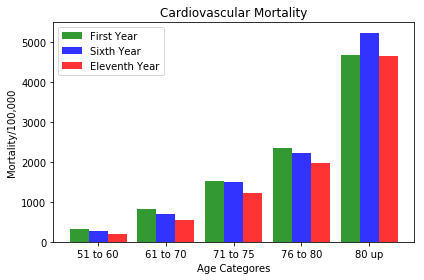 Cardiovascular Mortality
First Year
Sixth Year
Eleventh Year
Mortality/100,000
5000
4000
3000
2000
1000
0
51 to 60
61 to 70
71 to 75
76 to 80
80 up
Age Categores